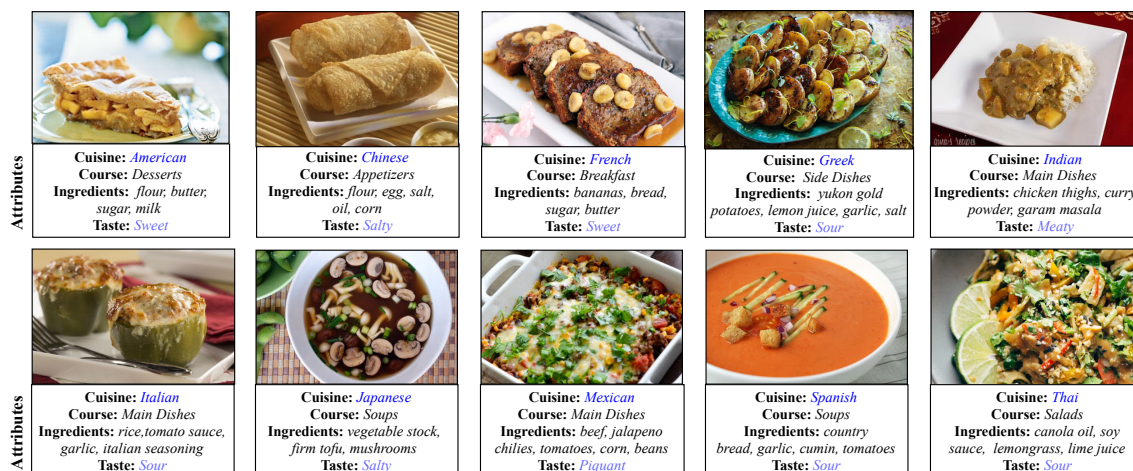 Attributes
Cuisine: American
Course: Desserts
Ingredients: flour, butter,
sugar, milk
Taste: Sweet
Cuisine: Chinese
Course: Appetizers
Ingredients: flour, egg, salt,
oil, corn
Taste: Salty
Cuisine: French
Course: Breakfast
Ingredients: bananas, bread,
sugar, butter
Taste: Sweet
Cuisine: Greek
Course: Side Dishes
Ingredients: yukon gold
potatoes, lemon juice, garlic, salt
Taste: Sour
gina's recipes
Cuisine: Indian
Course: Main Dishes
Ingredients: chicken thighs, curry
powder, garam masala
Taste: Meaty
Attributes
Cuisine: Italian
Course: Main Dishes
Ingredients: rice,tomato sauce,
garlic, italian seasoning
Taste: Sour
Cuisine: Japanese
Course: Soups
Ingredients: vegetable stock,
firm tofu, mushrooms
Taste: Salty
Cuisine: Mexican
Course: Main Dishes
Ingredients: beef, jalapeno
chilies, tomatoes, corn, beans
Taste: Piquant
Cuisine: Spanish
Course: Soups
Ingredients: country
bread, garlic, cumin, tomatoes
Taste: Sour
Cuisine: Thai
Course: Salads
Ingredients: canola oil, soy
sauce, lemongrass, lime juice
Taste: Sour